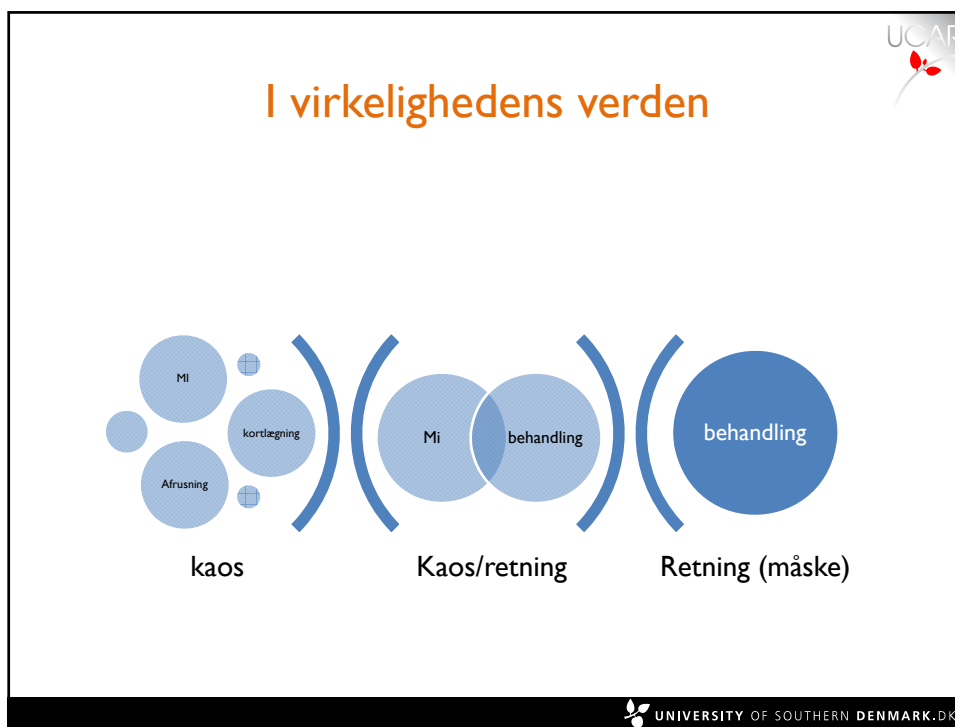 UCAR
I virkelighedens verden
MI
kortlægning
Afrusning
Mi
behandling
behandling
kaos
Kaos/retning
Retning (måske)
UNIVERSITY OF SOUTHERN DENMARK.DK